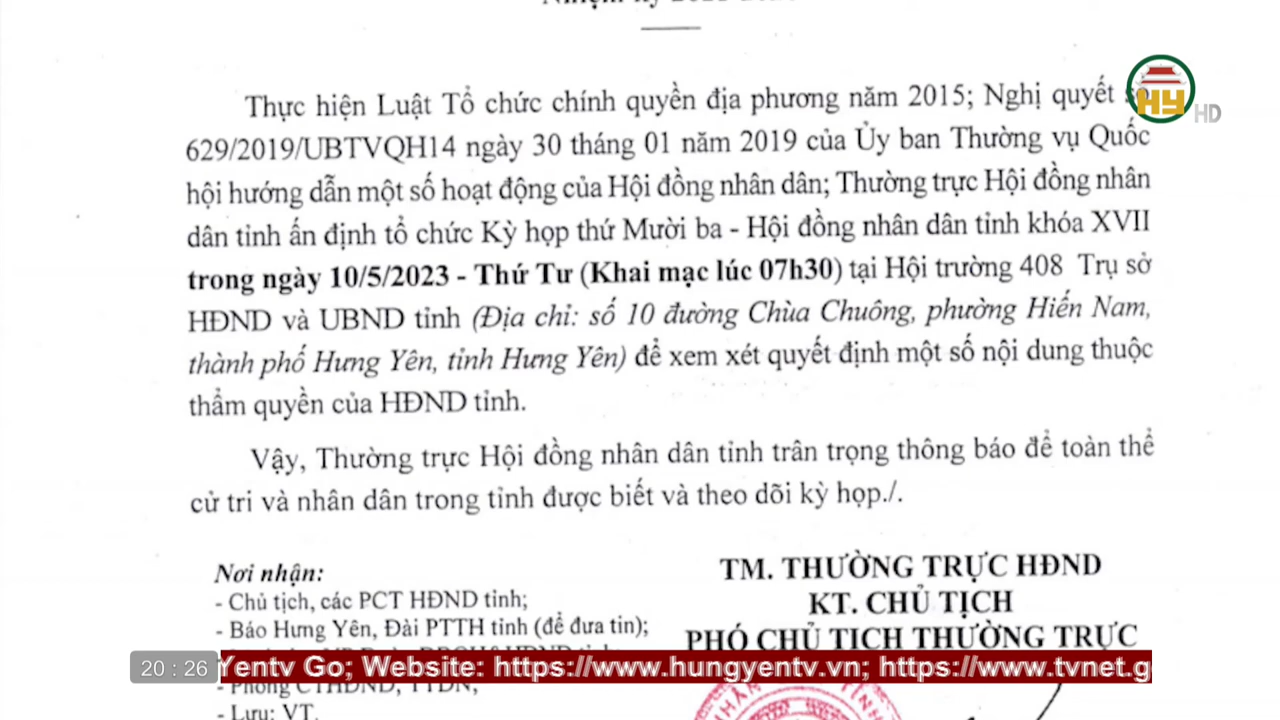 Thực hiện Luật Tổ chức chính quyền địa phương năm 2015; Nghị quyết số
629/2019/UBTVQH14 ngày 30 tháng 01 năm 2019 của Ủy ban Thường vụ Quốc
hội hướng dẫn một số hoạt động của Hội đồng nhân dân; Thường trực Hội đồng nhân
dân tỉnh ấn định tổ chức Kỳ họp thứ Mười ba - Hội đồng nhân dân tỉnh khóa XVII
trong ngày 10/5/2023 - Thứ Tư (Khai mạc lúc 07h30) tại Hội trường 408 Trụ sở
HĐND và UBND tỉnh (Địa chỉ: số 10 đường Chùa Chuông, phường Hiến Nam,
thành phố Hưng Yên, tỉnh Hưng Yên) để xem xét quyết định một số nội dung thuộc
thẩm quyền của HĐND tỉnh.
Vậy, Thường trực Hội đồng nhân dân tỉnh trân trọng thông báo để toàn thể
cử tri và nhân dân trong tỉnh được biết và theo dõi kỳ họp./.
HY HD
Nơi nhận:
- Chủ tịch, các PCT HĐND tỉnh;
- Báo Hưng Yên, Đài PTTH tỉnh (để đưa tin);
- Phòng CTHĐND, TTDN;
- Lưu: VT.
TM. THƯỜNG TRỰC HĐND
KT. CHỦ TỊCH
PHÓ CHỦ TỊCH THƯỜNG TRỰC
20 : 26
Yentv Go; Website: https://www.hungyentv.vn; https://www.tvnet.g